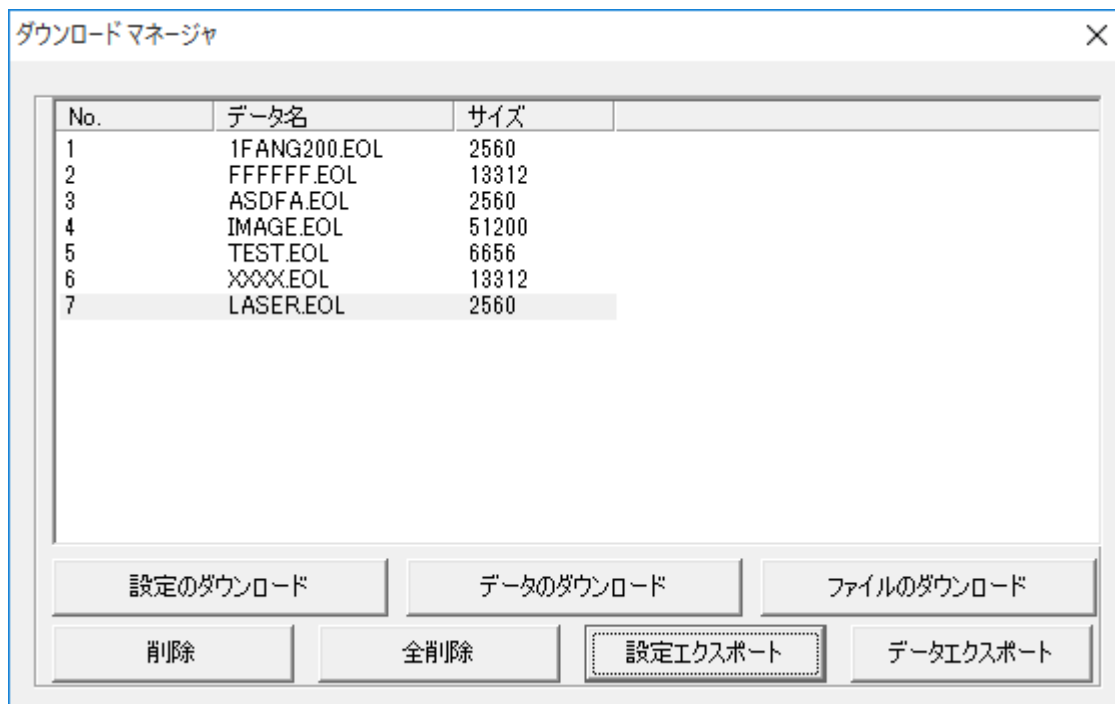 ダウンロード マネージャ
No. データ名 サイズ
1 1FANG200.EOL 2560
2 FFFFFF.EOL 13312
3 ASDFA.EOL 2560
4 IMAGE.EOL 51200
5 TEST.EOL 6656
6 XXXX.EOL 13312
7 LASER.EOL 2560
設定のダウンロード データのダウンロード ファイルのダウンロード
削除 全削除 設定エクスポート データエクスポート